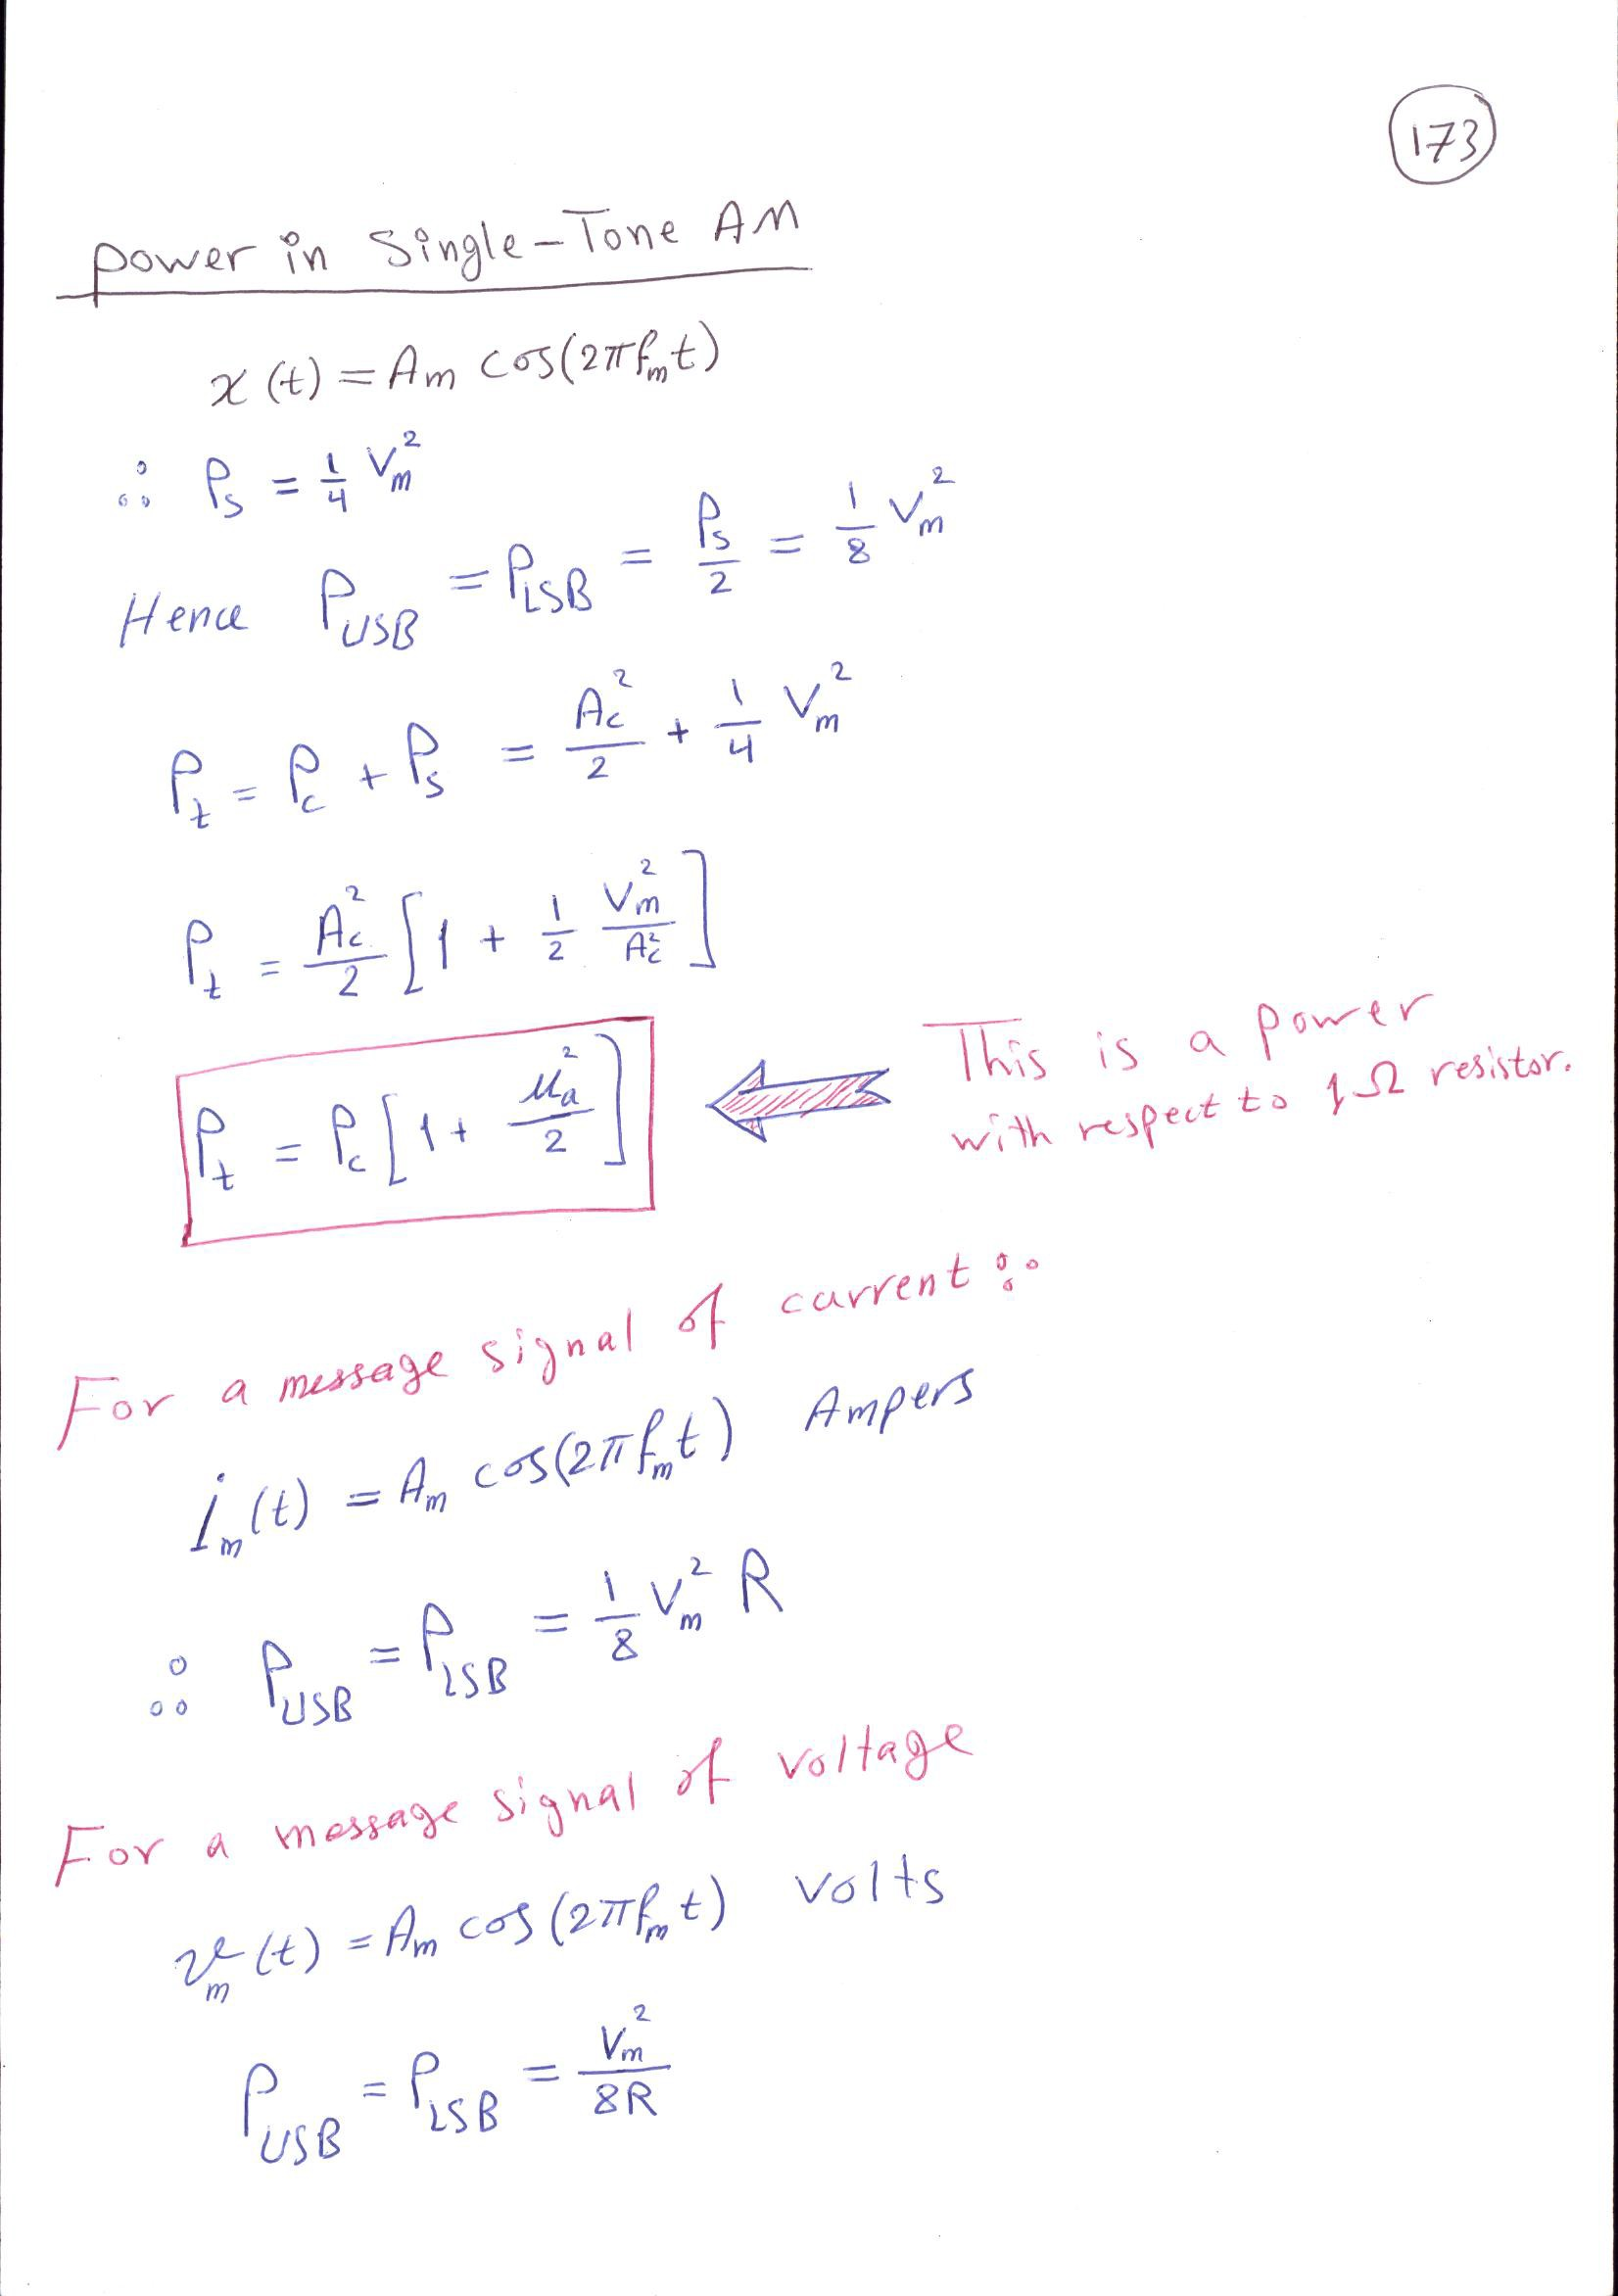 173
Power in Single-Tone AM
x(t) = Am cos(2πfmt)
∴ Ps = 1/4 Vm²
Hence PUSB = PLSB = Ps/2 = 1/8 Vm²
Pt = Pc + Ps = Ac²/2 + 1/4 Vm²
Pt = Ac²/2 [1 + 1/2 Vm²/Ac²]
Pt = Pc [1 + μa²/2]
This is a power
with respect to 1Ω resistor.
For a message signal of current:-
im(t) = Am cos(2πfmt) Ampers
∴ PUSB = PLSB = 1/8 Vm² R
For a message signal of voltage
vm(t) = Am cos(2πfmt) volts
PUSB = PLSB = Vm²/8R